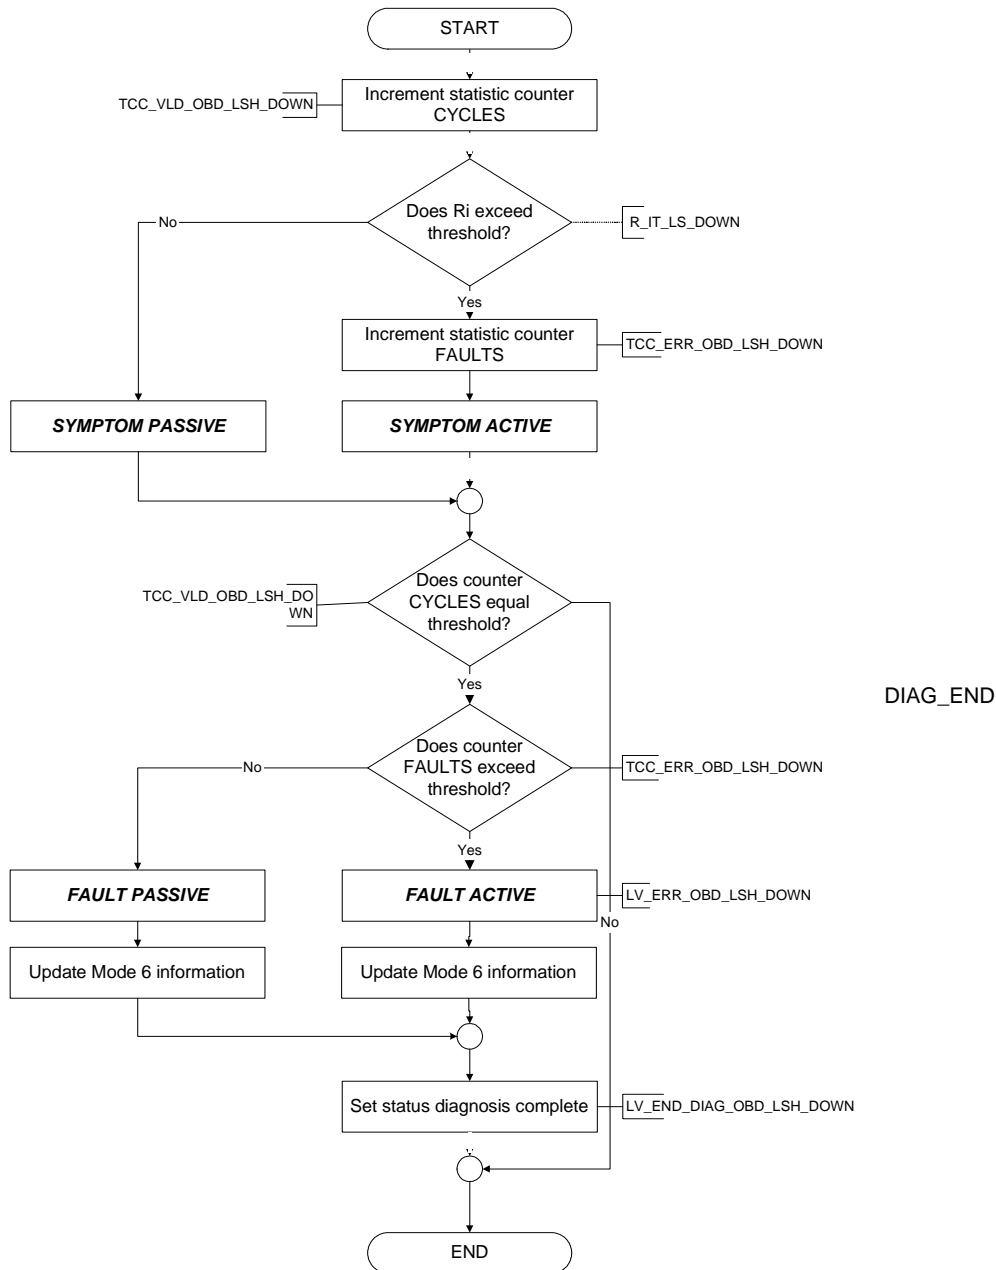 START
Increment statistic counter
CYCLES
TCC_VLD_OBD_LSH_DOWN
Does Ri exceed
threshold?
No
R_IT_LS_DOWN
Yes
Increment statistic counter
FAULTS
TCC_ERR_OBD_LSH_DOWN
SYMPTOM PASSIVE
SYMPTOM ACTIVE
Does counter
CYCLES equal
threshold?
TCC_VLD_OBD_LSH_DO
WN
Yes
DIAG_END
Does counter
FAULTS exceed
threshold?
No
TCC_ERR_OBD_LSH_DOWN
Yes
FAULT PASSIVE
FAULT ACTIVE
LV_ERR_OBD_LSH_DOWN
No
Update Mode 6 information
Update Mode 6 information
Set status diagnosis complete
LV_END_DIAG_OBD_LSH_DOWN
END